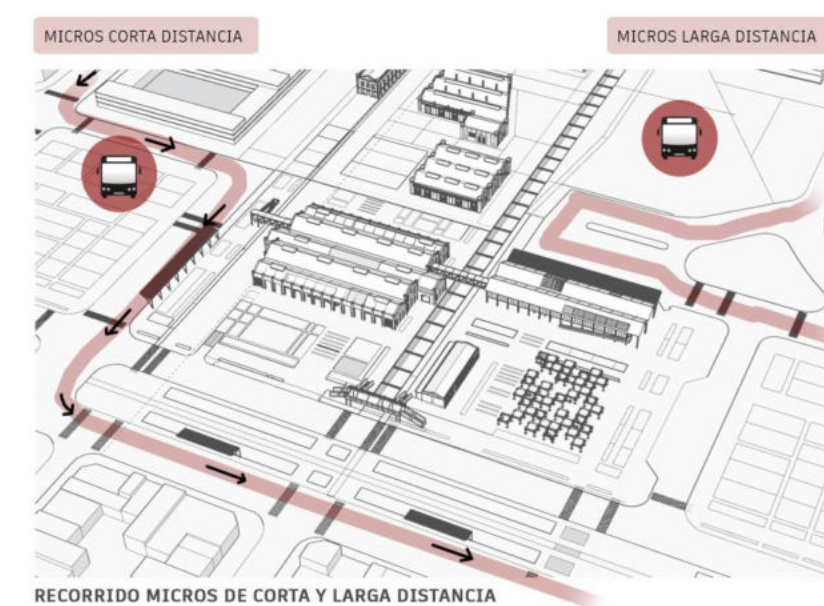 MICROS CORTA DISTANCIA
MICROS LARGA DISTANCIA
RECORRIDO MICROS DE CORTA Y LARGA DISTANCIA